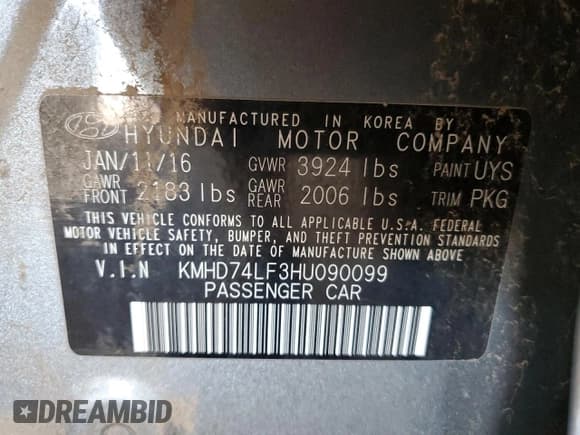 MANUFACTURED IN KOREA BY
HYUNDAI MOTOR COMPANY
JAN/11/16 GVWR 3924 lbs PAINT UYS
GAWR FRONT 2183 lbs GAWR REAR 2006 lbs TRIM PKG
THIS VEHICLE CONFORMS TO ALL APPLICABLE U.S.A. FEDERAL
MOTOR VEHICLE SAFETY, BUMPER, AND THEFT PREVENTION STANDARDS
IN EFFECT ON THE DATE OF MANUFACTURE SHOWN ABOVE.
V.I.N KMHD74LF3HU090099
PASSENGER CAR
DREAMBID